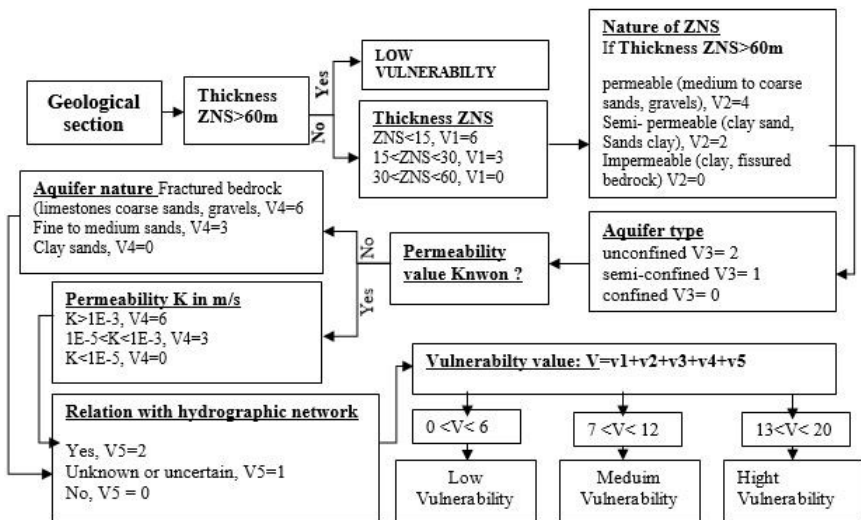 Geological
section
Thickness
ZNS>60m
Yes
No
LOW
VULNERABILTY
Thickness ZNS
ZNS<15, V1=6
15<ZNS<30, V1=3
30<ZNS<60, V1=0
Nature of ZNS
If Thickness ZNS>60m
permeable (medium to coarse
sands, gravels), V2=4
Semi- permeable (clay sand,
Sands clay), V2=2
Impermeable (clay, fissured
bedrock) V2=0
Aquifer type
unconfined V3= 2
semi-confined V3= 1
confined V3= 0
Permeability
value Knwon ?
No
Yes
Aquifer nature Fractured bedrock
(limestones coarse sands, gravels, V4=6
Fine to medium sands, V4=3
Clay sands, V4=0
Permeability K in m/s
K>1E-3, V4=6
1E-5<K<1E-3, V4=3
K<1E-5, V4=0
Relation with hydrographic network
Yes, V5=2
Unknown or uncertain, V5=1
No, V5 = 0
Vulnerabilty value: V=v1+v2+v3+v4+v5
0 <V< 6
7 <V< 12
13<V< 20
Low
Vulnerability
Meduim
Vulnerability
Hight
Vulnerability